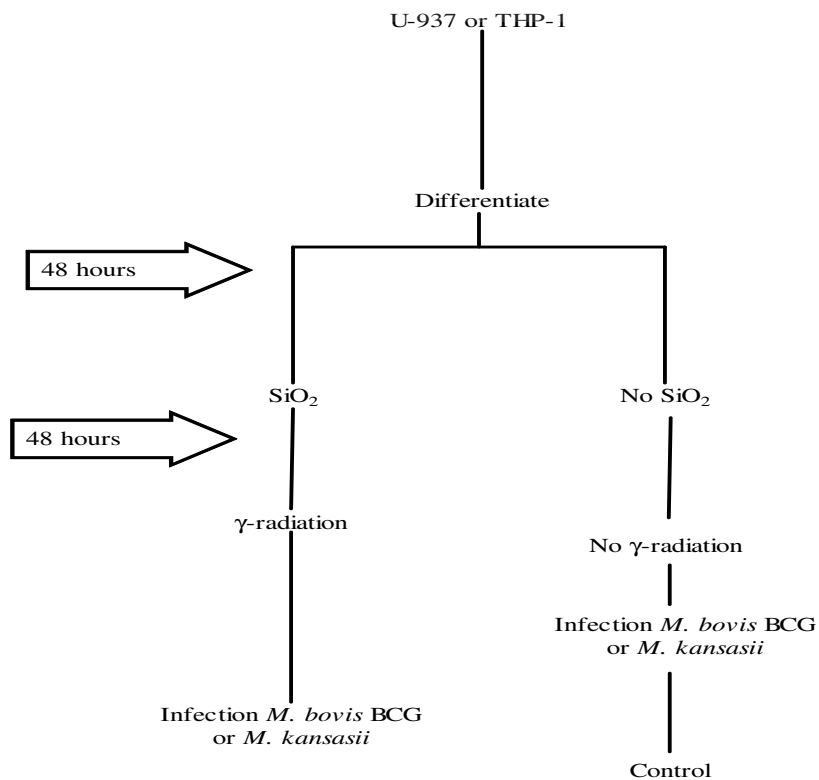 U-937 or THP-1
Differentiate
48 hours
SiO₂
No SiO₂
48 hours
γ-radiation
No γ-radiation
Infection M. bovis BCG
or M. kansasii
Infection M. bovis BCG
or M. kansasii
Control